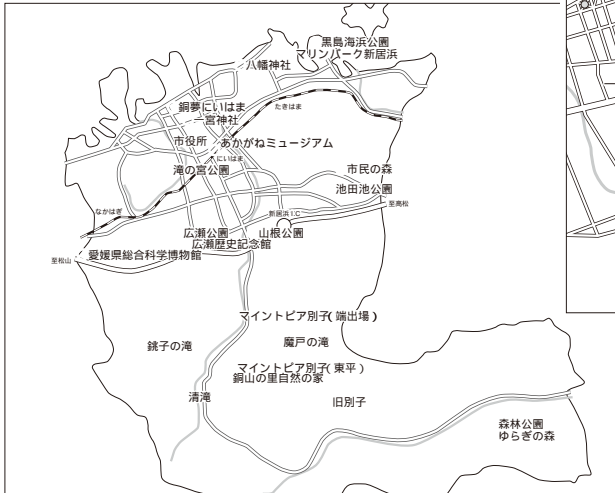 黒島海浜公園
マリンパーク新居浜
八幡神社
銅夢にいはま
たきはま
一宮神社
市役所
あかがねミュージアム
にいはま
滝の宮公園
市民の森
池田池公園
なかはぎ
新居浜I.C
至高松
広瀬公園
山根公園
広瀬歴史記念館
愛媛県総合科学博物館
至松山
マイントピア別子(端出場)
銚子の滝
魔戸の滝
マイントピア別子(東平)
銅山の里自然の家
清滝
旧別子
森林公園
ゆらぎの森